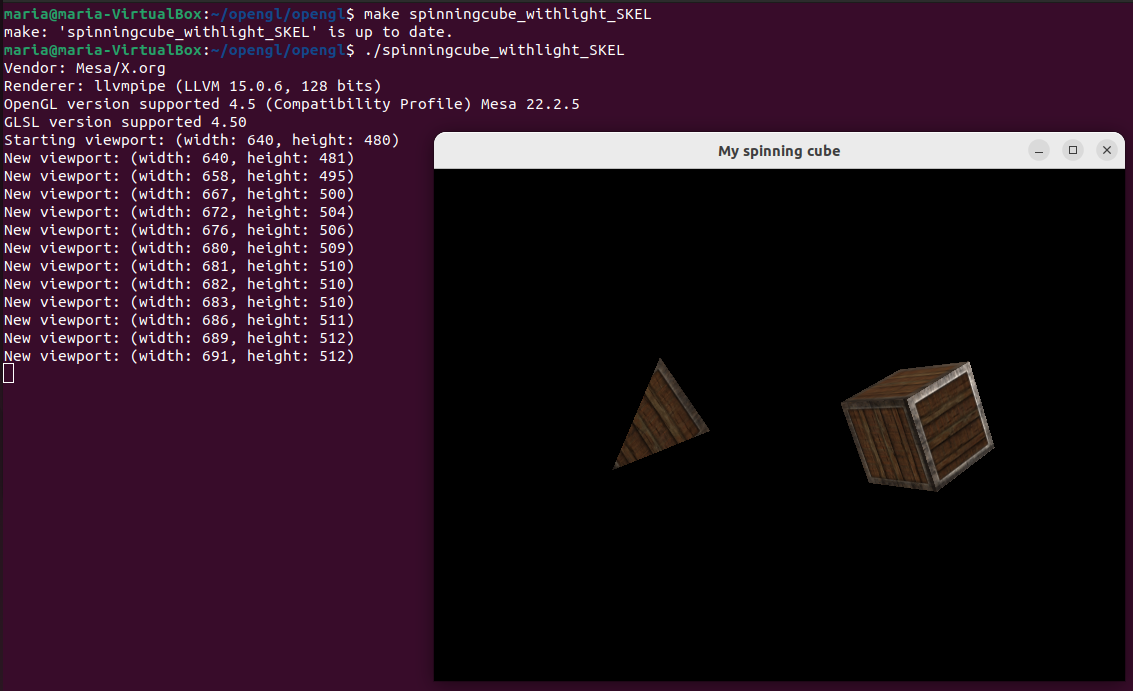 maria@maria-VirtualBox:~/opengl/opengl$ make spinningcube_withlight_SKEL
make: 'spinningcube_withlight_SKEL' is up to date.
maria@maria-VirtualBox:~/opengl/opengl$ ./spinningcube_withlight_SKEL
Vendor: Mesa/X.org
Renderer: llvmpipe (LLVM 15.0.6, 128 bits)
OpenGL version supported 4.5 (Compatibility Profile) Mesa 22.2.5
GLSL version supported 4.50
Starting viewport: (width: 640, height: 480)
New viewport: (width: 640, height: 481)
New viewport: (width: 658, height: 495)
New viewport: (width: 667, height: 500)
New viewport: (width: 672, height: 504)
New viewport: (width: 676, height: 506)
New viewport: (width: 680, height: 509)
New viewport: (width: 681, height: 510)
New viewport: (width: 682, height: 510)
New viewport: (width: 683, height: 510)
New viewport: (width: 686, height: 511)
New viewport: (width: 689, height: 512)
New viewport: (width: 691, height: 512)
My spinning cube